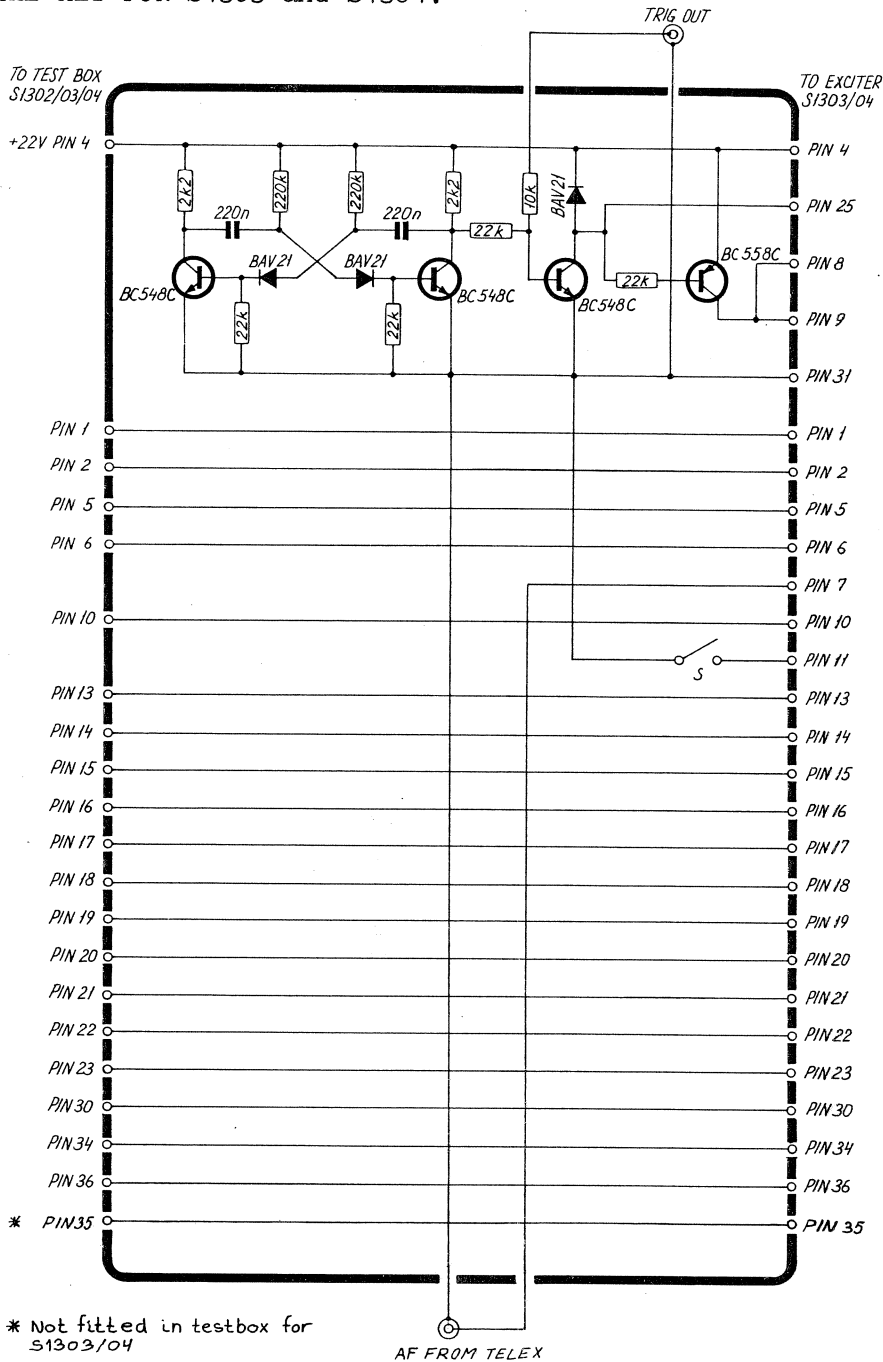 TRIG OUT
TO TEST BOX
S1302/03/04
TO EXCITER
S1303/04
+22V PIN 4
PIN 4
2k2
220k
220k
2k2
10k
BAV21
PIN 25
220n
220n
22k
BAV21
BAV21
BC558C
PIN 8
BC548C
BC548C
BC548C
22k
22k
22k
PIN 9
PIN 31
PIN 1
PIN 1
PIN 2
PIN 2
PIN 5
PIN 5
PIN 6
PIN 6
PIN 7
PIN 10
PIN 10
S
PIN 11
PIN 13
PIN 13
PIN 14
PIN 14
PIN 15
PIN 15
PIN 16
PIN 16
PIN 17
PIN 17
PIN 18
PIN 18
PIN 19
PIN 19
PIN 20
PIN 20
PIN 21
PIN 21
PIN 22
PIN 22
PIN 23
PIN 23
PIN 30
PIN 30
PIN 34
PIN 34
PIN 36
PIN 36
* PIN35
PIN 35
* Not fitted in testbox for
S1303/04
AF FROM TELEX